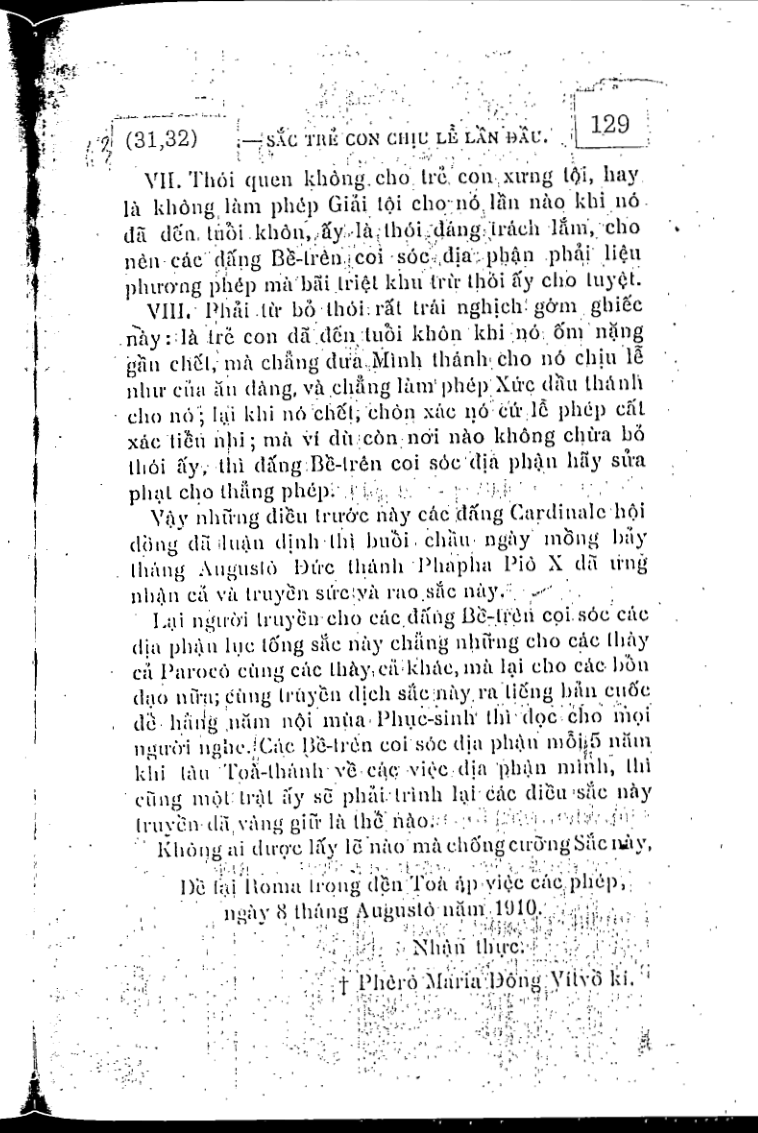 (31,32) — SẮC TRẺ CON CHỊU LỄ LẦN ĐẦU. 129
VII. Thói quen không cho trẻ con xưng tội, hay
là không làm phép Giải tội cho nó lần nào khi nó
đã đến tuổi khôn, ấy là thói đáng trách lắm, cho
nên các đấng Bề-trên coi sóc địa phận phải liệu
phương phép mà bãi triệt khu trừ thói ấy cho tuyệt.
VIII. Phải từ bỏ thói rất trái nghịch gớm ghiếc
nầy: là trẻ con đã đến tuổi khôn khi nó ốm nặng
gần chết, mà chẳng đưa Mình thánh cho nó chịu lễ
như của ăn đàng, và chẳng làm phép Xức dầu thánh
cho nó; lại khi nó chết, chôn xác nó cứ lễ phép cất
xác tiểu nhi; mà ví dù còn nơi nào không chừa bỏ
thói ấy, thì đấng Bề-trên coi sóc địa phận hãy sửa
phạt cho thẳng phép.
Vậy những điều trước này các đấng Cardinale hội
đồng đã luận định thì buổi chầu ngày mồng bảy
tháng Augustô Đức thánh Phapha Piô X đã ưng
nhận cả và truyền sức và rao sắc này.
Lại người truyền cho các đấng Bề-trên coi sóc các
địa phận lục tống sắc này chẳng những cho các thày
cả Parocô cùng các thày cả khác, mà lại cho các bổn
đạo nữa; cùng truyền dịch sắc này ra tiếng bản cuốc
để hằng năm nội mùa Phục-sinh thì đọc cho mọi
người nghe. Các Bề-trên coi sóc địa phận mỗi 5 năm
khi tâu Toà-thánh về các việc địa phận mình, thì
cũng một trật ấy sẽ phải trình lại các điều sắc này
truyền đã vâng giữ là thể nào.
Không ai được lấy lẽ nào mà chống cưỡng Sắc này,
Đề tại Roma trong đền Toà áp việc các phép,
ngày 8 tháng Augustô năm 1910.
Nhận thực.
† Phêrô Maria Đông Vítvồ kí.